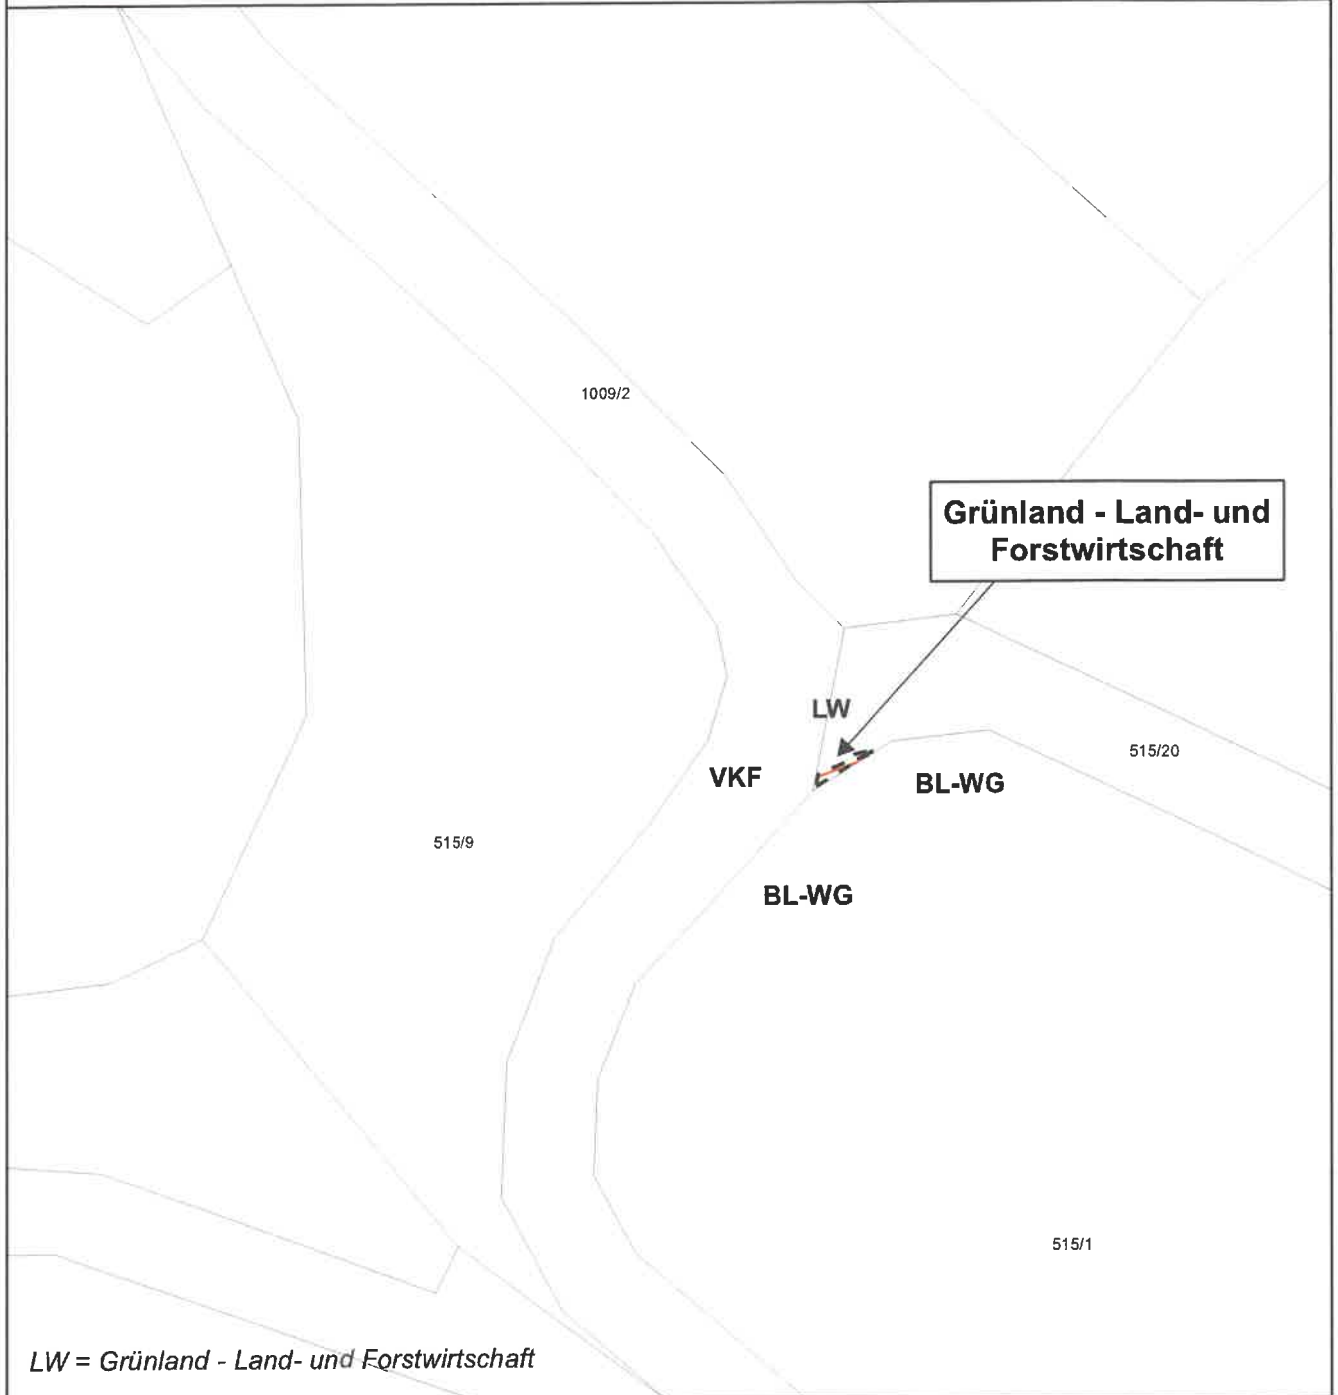 1009/2
Grünland - Land- und
Forstwirtschaft
LW
515/20
VKF
BL-WG
515/9
BL-WG
515/1
LW = Grünland - Land- und Forstwirtschaft